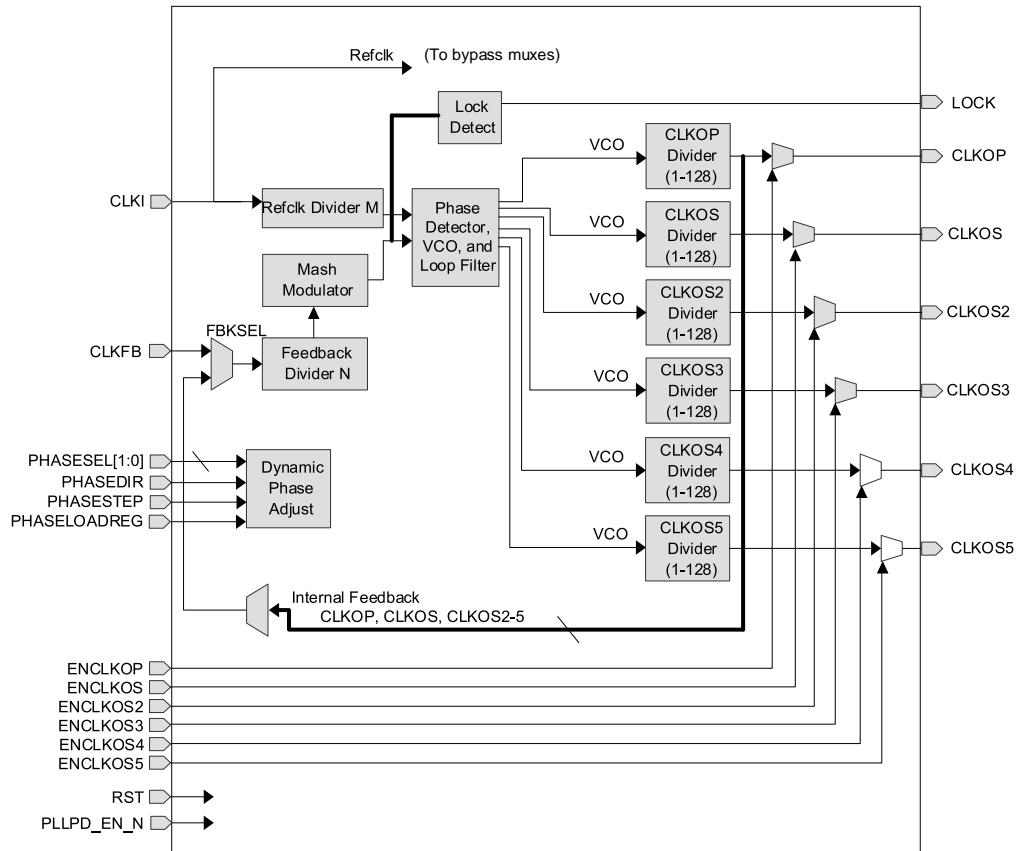 Refclk (To bypass muxes)
Lock
Detect
LOCK
VCO
CLKOP
Divider
(1-128)
CLKOP
CLKI
Refclk Divider M
Phase
Detector,
VCO, and
Loop Filter
VCO
CLKOS
Divider
(1-128)
CLKOS
Mash
Modulator
VCO
CLKOS2
Divider
(1-128)
CLKOS2
FBKSEL
CLKFB
Feedback
Divider N
VCO
CLKOS3
Divider
(1-128)
CLKOS3
PHASESEL[1:0]
PHASEDIR
PHASESTEP
PHASELOADREG
Dynamic
Phase
Adjust
VCO
CLKOS4
Divider
(1-128)
CLKOS4
VCO
CLKOS5
Divider
(1-128)
CLKOS5
Internal Feedback
CLKOP, CLKOS, CLKOS2-5
ENCLKOP
ENCLKOS
ENCLKOS2
ENCLKOS3
ENCLKOS4
ENCLKOS5
RST
PLLPD_EN_N